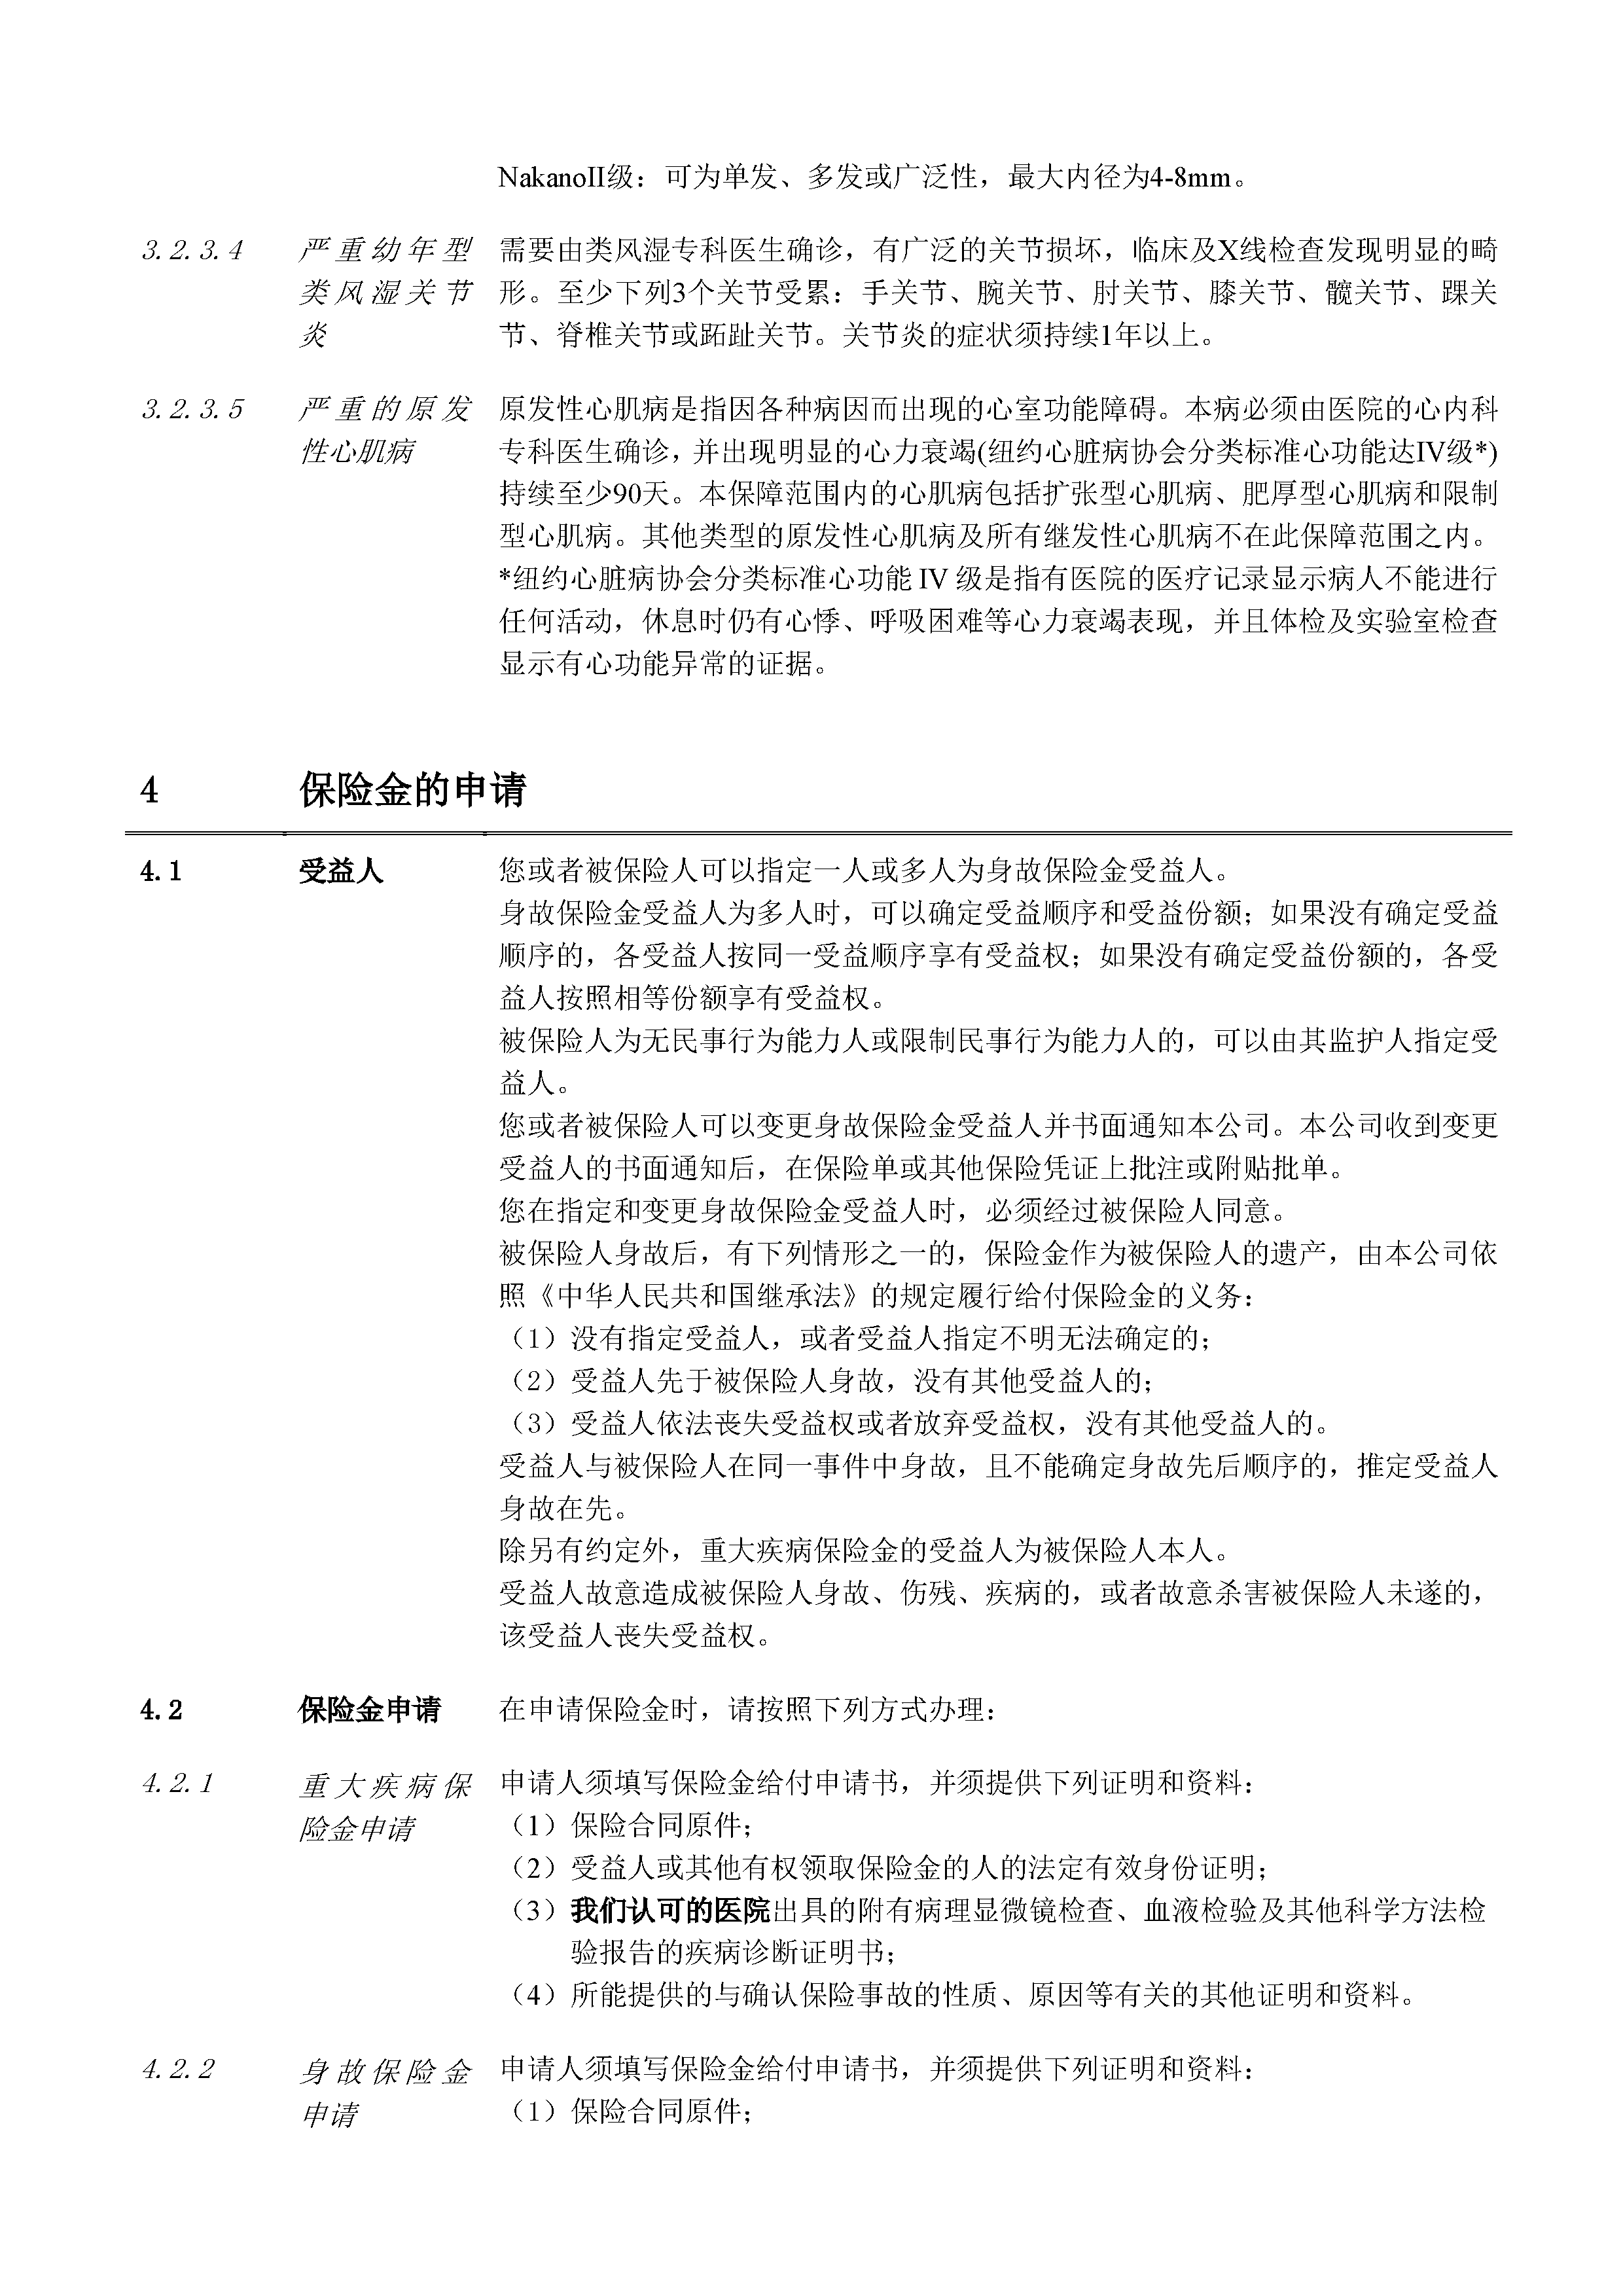 NakanoII级：可为单发、多发或广泛性，最大内径为4-8mm。
3.2.3.4 严重幼年型 需要由类风湿专科医生确诊，有广泛的关节损坏，临床及X线检查发现明显的畸
类风湿关节 形。至少下列3个关节受累：手关节、腕关节、肘关节、膝关节、髋关节、踝关
炎 节、脊椎关节或跖趾关节。关节炎的症状须持续1年以上。
3.2.3.5 严重的原发 原发性心肌病是指因各种病因而出现的心室功能障碍。本病必须由医院的心内科
性心肌病 专科医生确诊，并出现明显的心力衰竭(纽约心脏病协会分类标准心功能达IV级*)
持续至少90天。本保障范围内的心肌病包括扩张型心肌病、肥厚型心肌病和限制
型心肌病。其他类型的原发性心肌病及所有继发性心肌病不在此保障范围之内。
*纽约心脏病协会分类标准心功能 IV 级是指有医院的医疗记录显示病人不能进行
任何活动，休息时仍有心悸、呼吸困难等心力衰竭表现，并且体检及实验室检查
显示有心功能异常的证据。
4 保险金的申请
4.1 受益人 您或者被保险人可以指定一人或多人为身故保险金受益人。
身故保险金受益人为多人时，可以确定受益顺序和受益份额；如果没有确定受益
顺序的，各受益人按同一受益顺序享有受益权；如果没有确定受益份额的，各受
益人按照相等份额享有受益权。
被保险人为无民事行为能力人或限制民事行为能力人的，可以由其监护人指定受
益人。
您或者被保险人可以变更身故保险金受益人并书面通知本公司。本公司收到变更
受益人的书面通知后，在保险单或其他保险凭证上批注或附贴批单。
您在指定和变更身故保险金受益人时，必须经过被保险人同意。
被保险人身故后，有下列情形之一的，保险金作为被保险人的遗产，由本公司依
照《中华人民共和国继承法》的规定履行给付保险金的义务：
（1）没有指定受益人，或者受益人指定不明无法确定的；
（2）受益人先于被保险人身故，没有其他受益人的；
（3）受益人依法丧失受益权或者放弃受益权，没有其他受益人的。
受益人与被保险人在同一事件中身故，且不能确定身故先后顺序的，推定受益人
身故在先。
除另有约定外，重大疾病保险金的受益人为被保险人本人。
受益人故意造成被保险人身故、伤残、疾病的，或者故意杀害被保险人未遂的，
该受益人丧失受益权。
4.2 保险金申请 在申请保险金时，请按照下列方式办理：
4.2.1 重大疾病保 申请人须填写保险金给付申请书，并须提供下列证明和资料：
险金申请 （1）保险合同原件；
（2）受益人或其他有权领取保险金的人的法定有效身份证明；
（3）我们认可的医院出具的附有病理显微镜检查、血液检验及其他科学方法检
验报告的疾病诊断证明书；
（4）所能提供的与确认保险事故的性质、原因等有关的其他证明和资料。
4.2.2 身故保险金 申请人须填写保险金给付申请书，并须提供下列证明和资料：
申请 （1）保险合同原件；